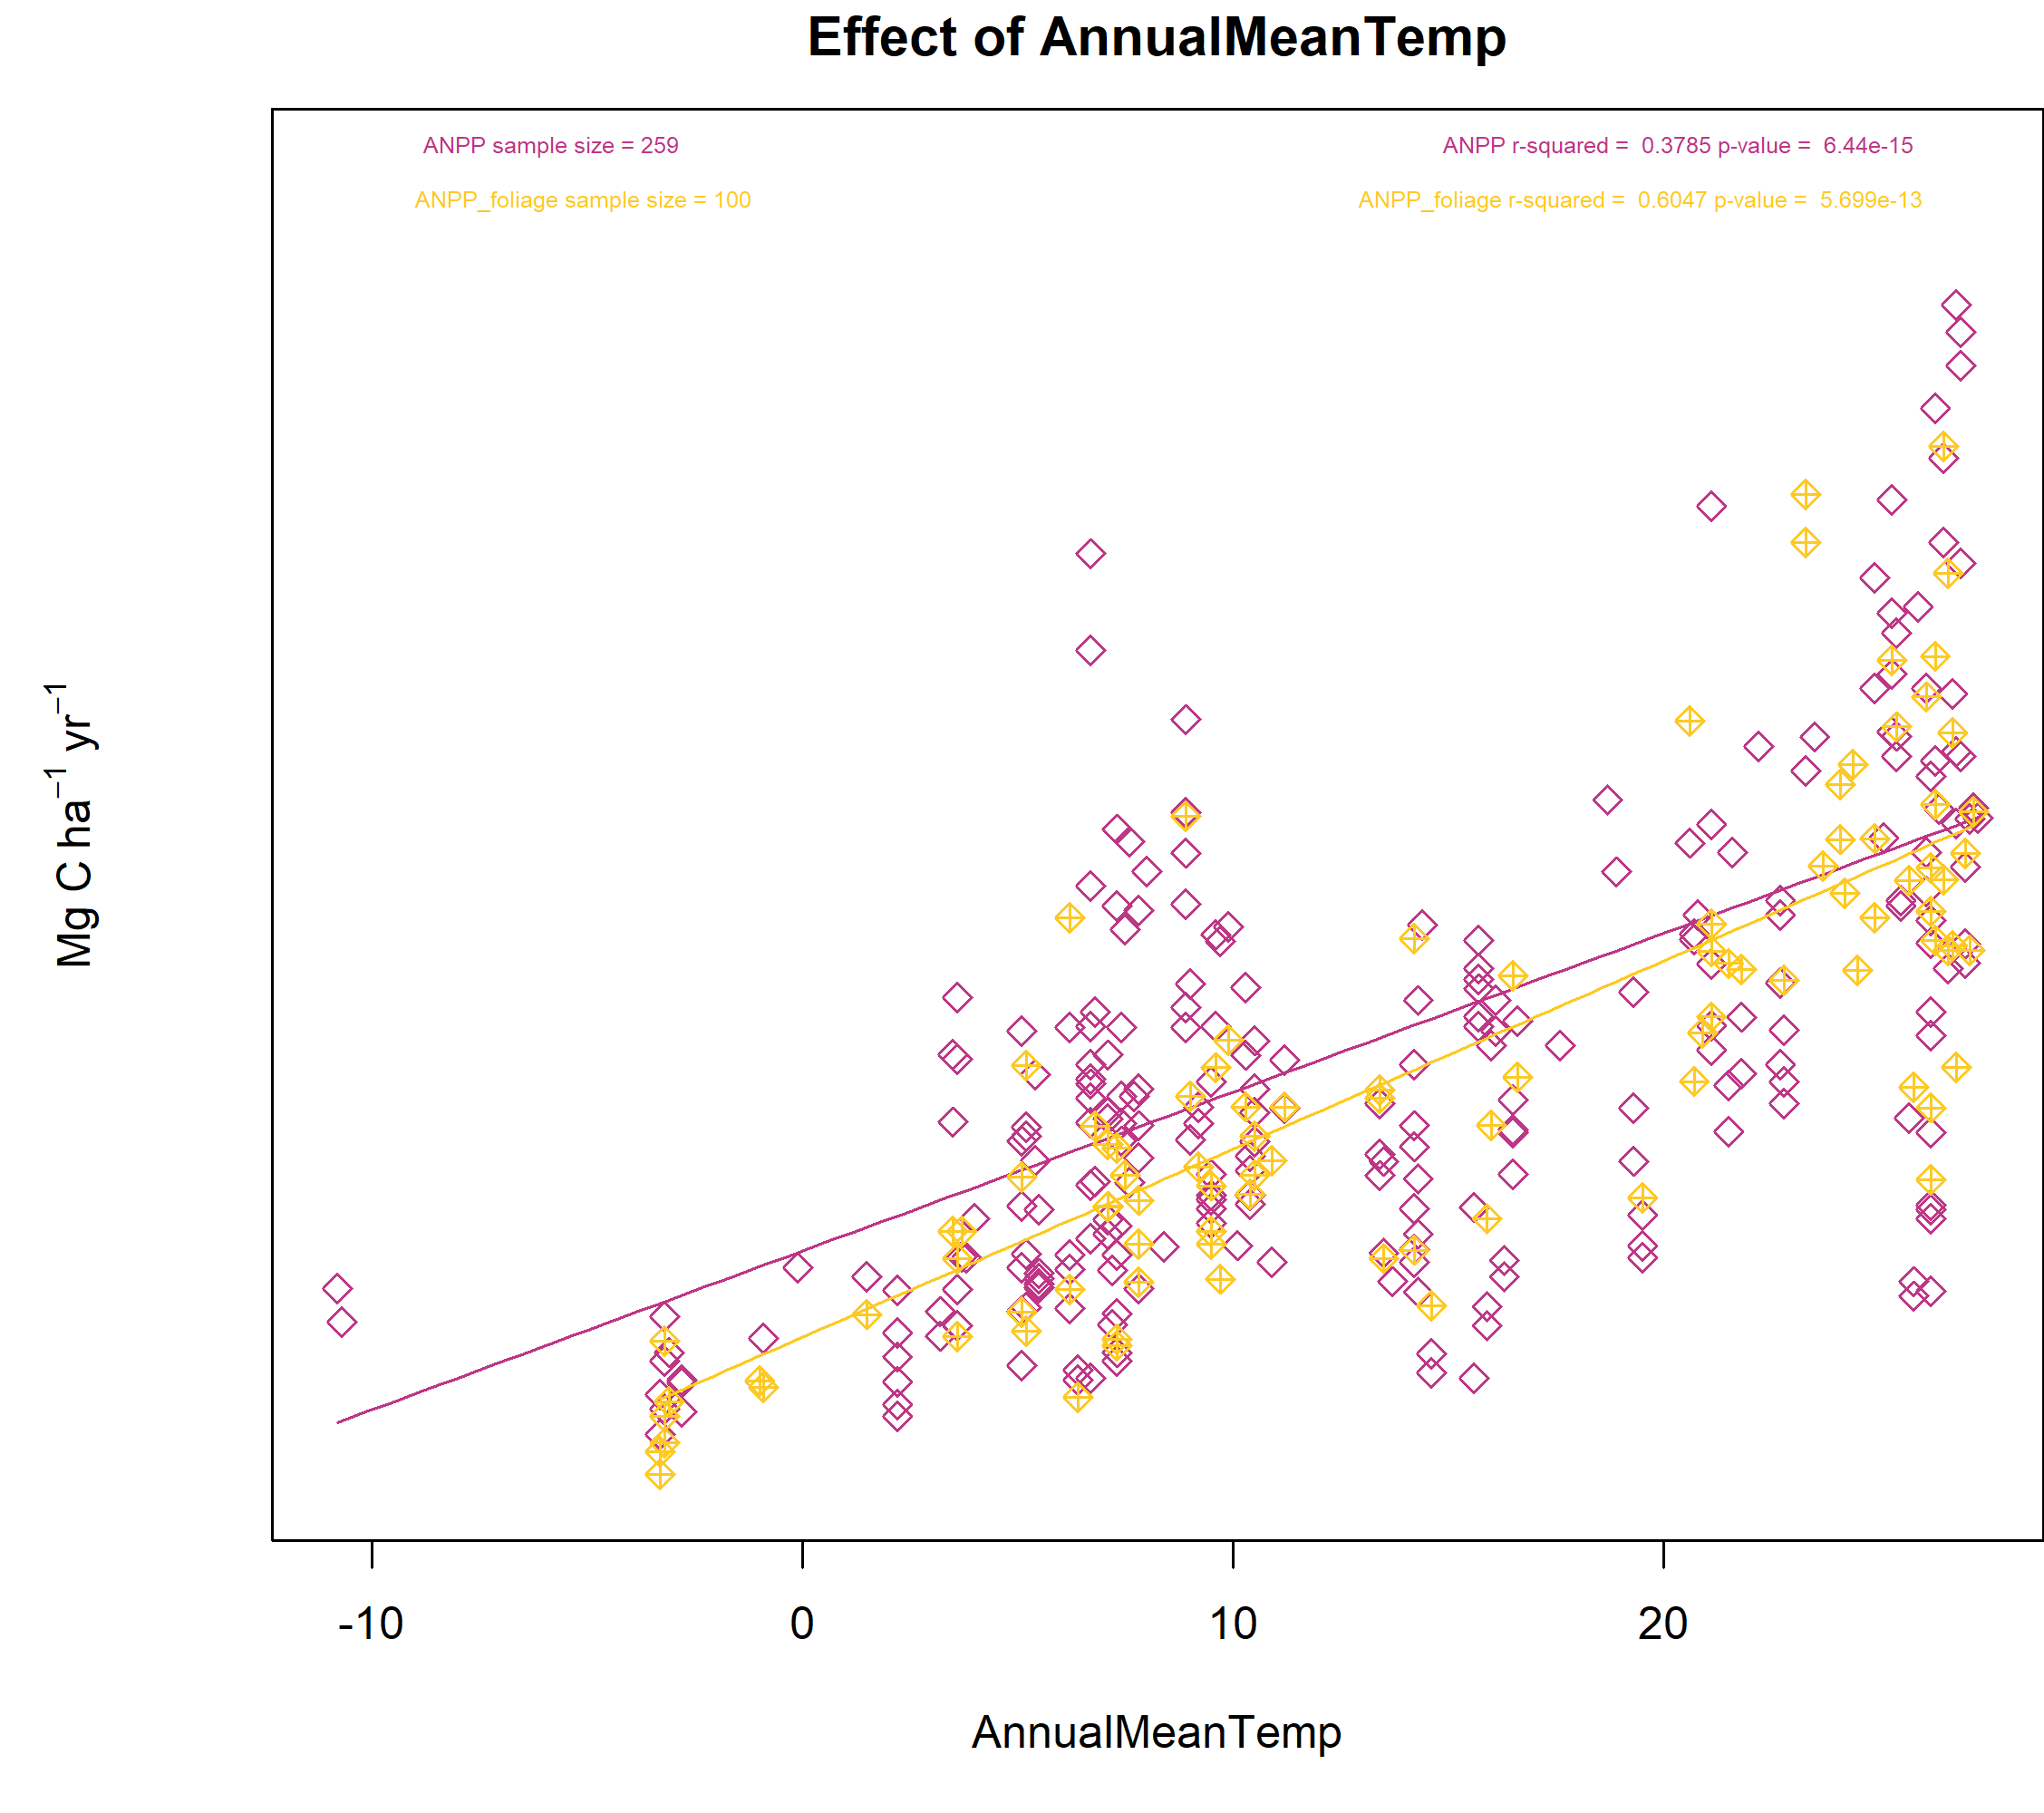 Effect of AnnualMeanTemp
ANPP sample size = 259
ANPP r-squared = 0.3785 p-value = 6.44e-15
ANPP_foliage sample size = 100
ANPP_foliage r-squared = 0.6047 p-value = 5.699e-13
Mg C ha⁻¹ yr⁻¹
-10 0 10 20
AnnualMeanTemp